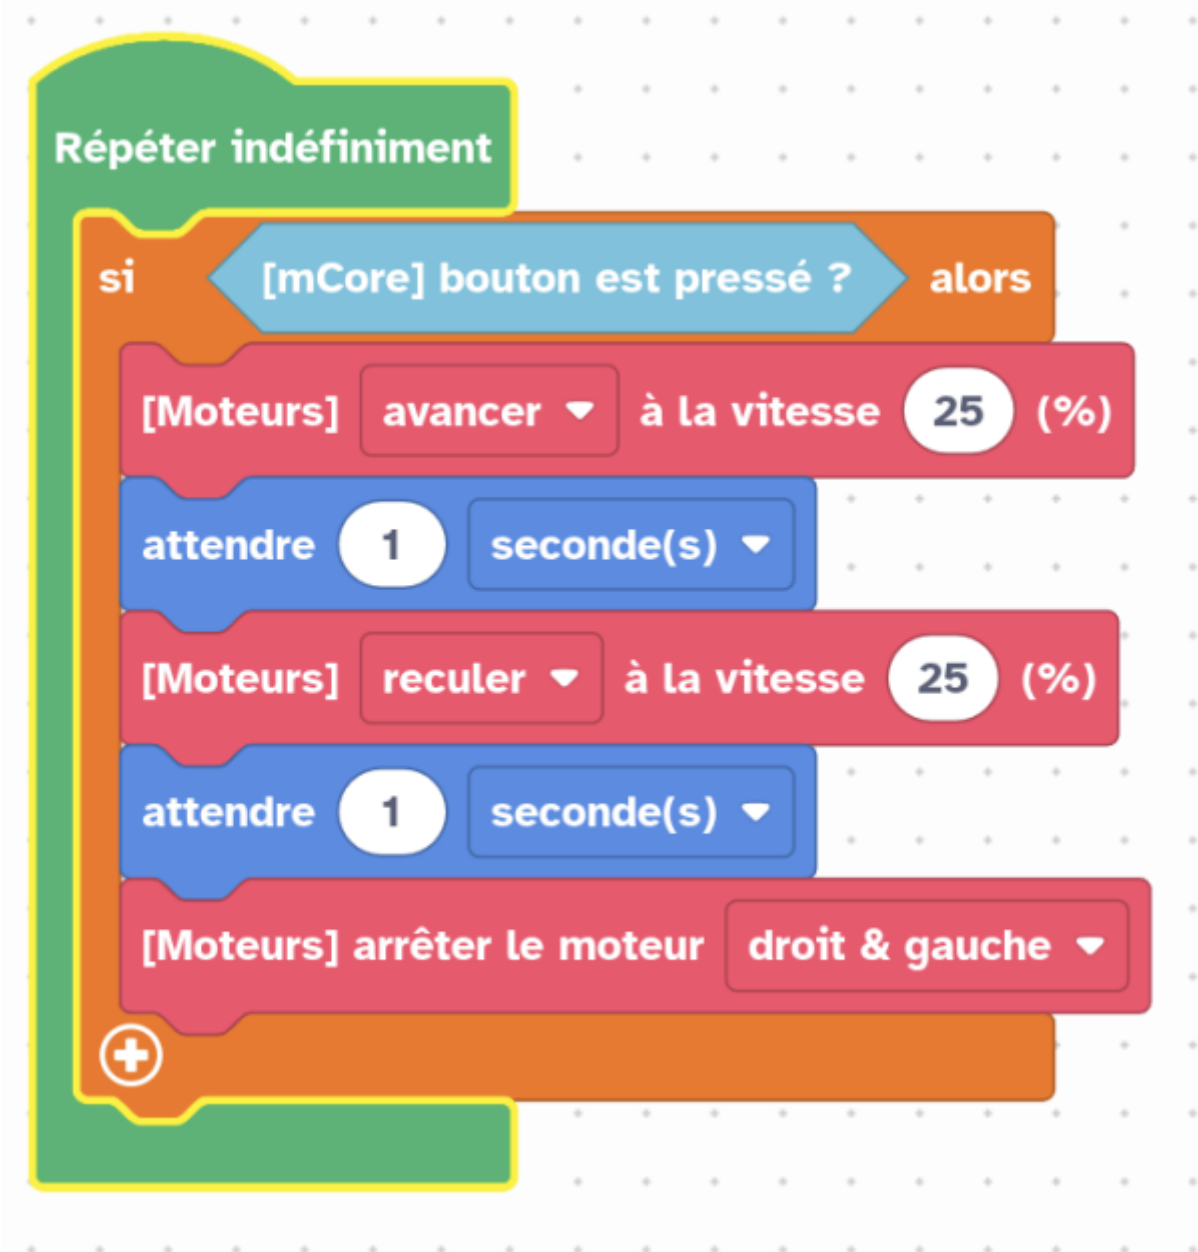 Répéter indéfiniment
si [mCore] bouton est pressé ? alors
[Moteurs] avancer à la vitesse 25 (%)
attendre 1 seconde(s)
[Moteurs] reculer à la vitesse 25 (%)
attendre 1 seconde(s)
[Moteurs] arrêter le moteur droit & gauche